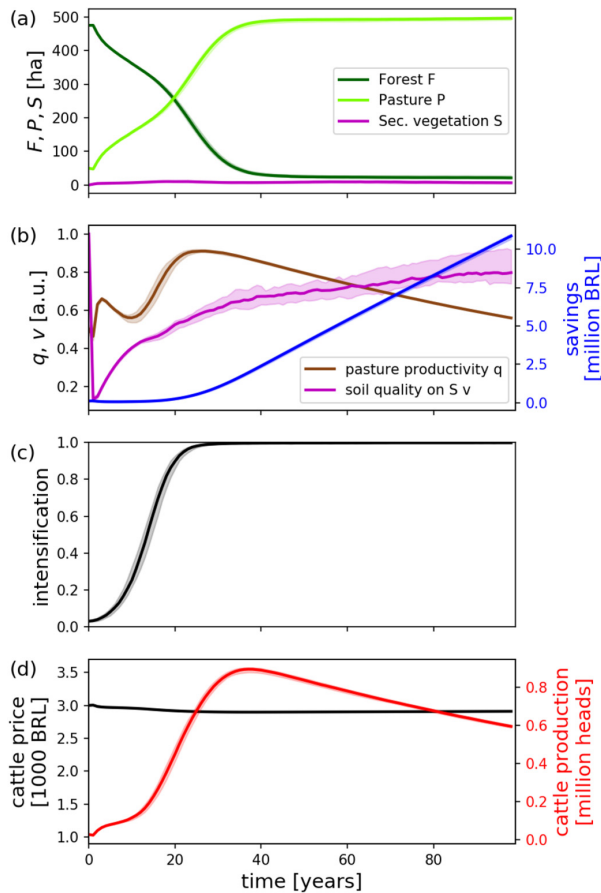 (a)
500
400
300
200
100
0
F, P, S [ha]
Forest F
Pasture P
Sec. vegetation S
(b)
1.0
0.8
0.6
0.4
0.2
q, v [a.u.]
pasture productivity q
soil quality on S v
10.0
7.5
5.0
2.5
0.0
savings
[million BRL]
(c)
1.0
0.8
0.6
0.4
0.2
0.0
intensification
(d)
3.5
3.0
2.5
2.0
1.5
1.0
cattle price
[1000 BRL]
0.8
0.6
0.4
0.2
0.0
cattle production
[million heads]
0
20
40
60
80
time [years]